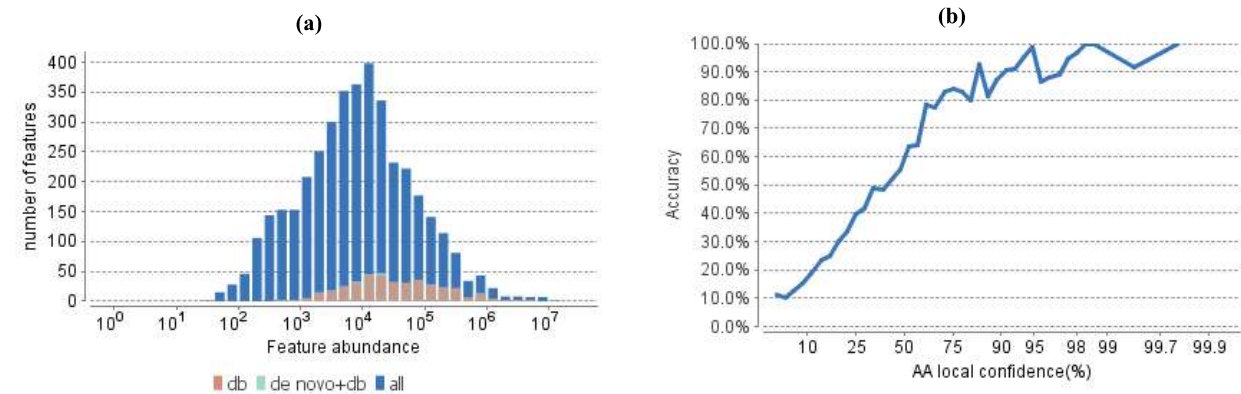 (a)
number of features
400
350
300
250
200
150
100
50
0
10^0 10^1 10^2 10^3 10^4 10^5 10^6 10^7
Feature abundance
db de novo+db all
(b)
Accuracy
100.0%
90.0%
80.0%
70.0%
60.0%
50.0%
40.0%
30.0%
20.0%
10.0%
0.0%
10 25 50 75 90 95 98 99 99.7 99.9
AA local confidence(%)